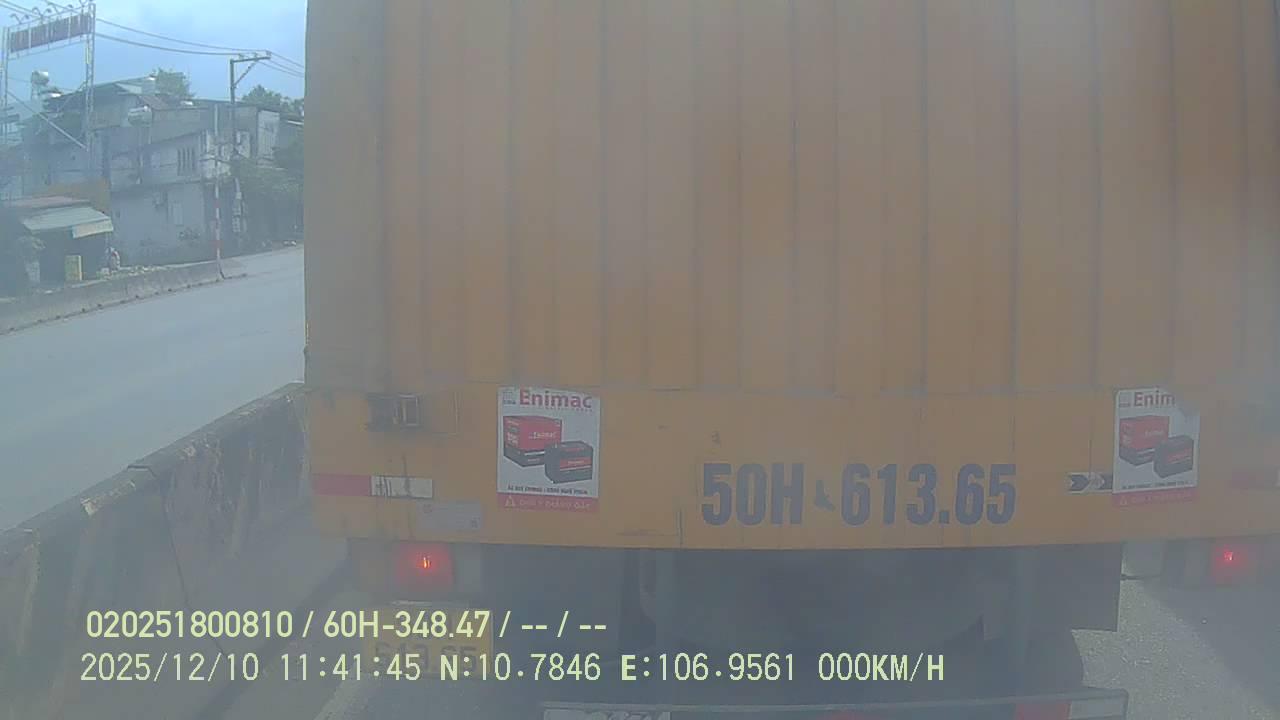 Enimac
Enimac
Enim
50H 613.65
020251800810 / 60H-348.47 / -- / --
2025/12/10 11:41:45 N:10.7846 E:106.9561 000KM/H